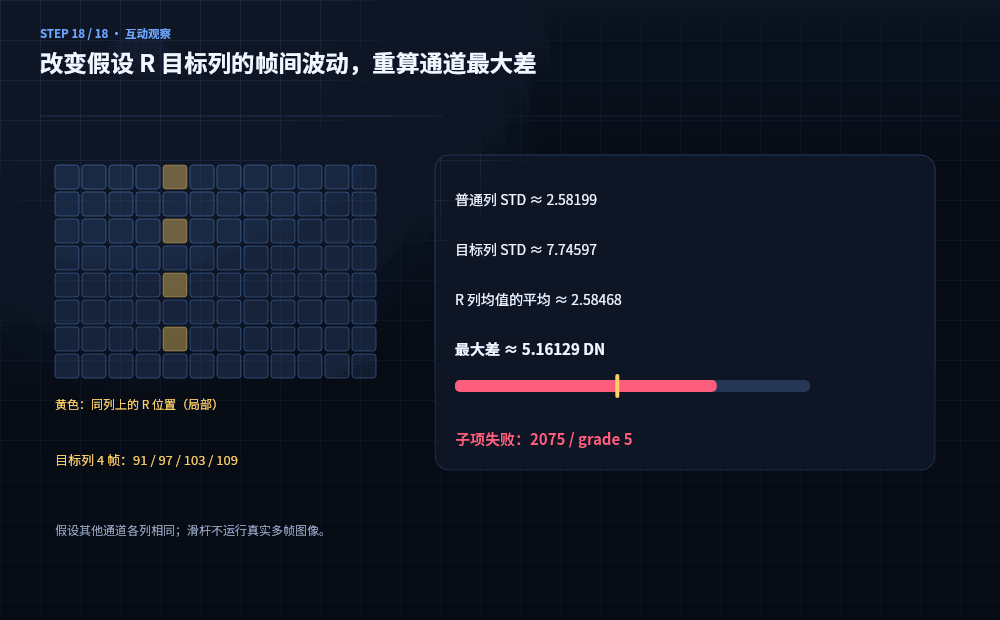 STEP 18 / 18 · 互动观察
改变假设 R 目标列的帧间波动，重算通道最大差
普通列 STD ≈ 2.58199
目标列 STD ≈ 7.74597
R 列均值的平均 ≈ 2.58468
最大差 ≈ 5.16129 DN
子项失败：2075 / grade 5
黄色：同列上的 R 位置（局部）
目标列 4 帧：91 / 97 / 103 / 109
假设其他通道各列相同；滑杆不运行真实多帧图像。